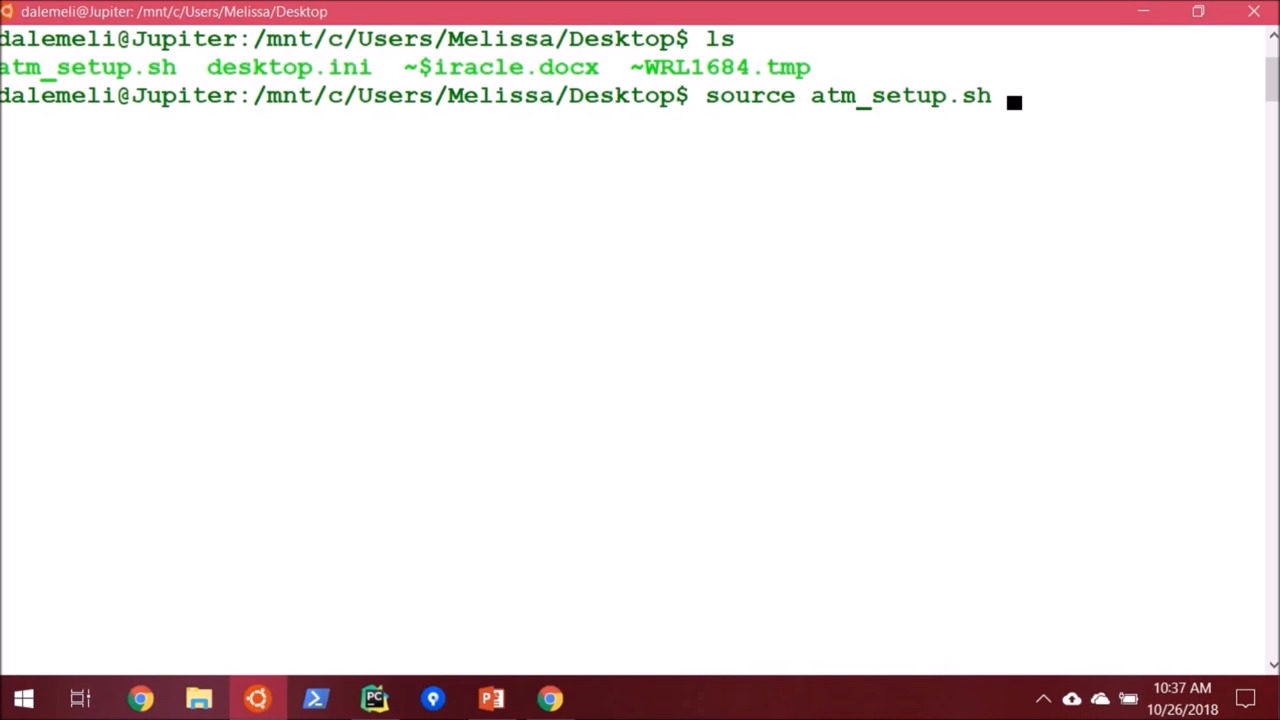 dalemeli@Jupiter: /mnt/c/Users/Melissa/Desktop
dalemeli@Jupiter:/mnt/c/Users/Melissa/Desktop$ ls
atm_setup.sh  desktop.ini  ~$iracle.docx  ~WRL1684.tmp
dalemeli@Jupiter:/mnt/c/Users/Melissa/Desktop$ source atm_setup.sh
PC
P
10:37 AM
10/26/2018